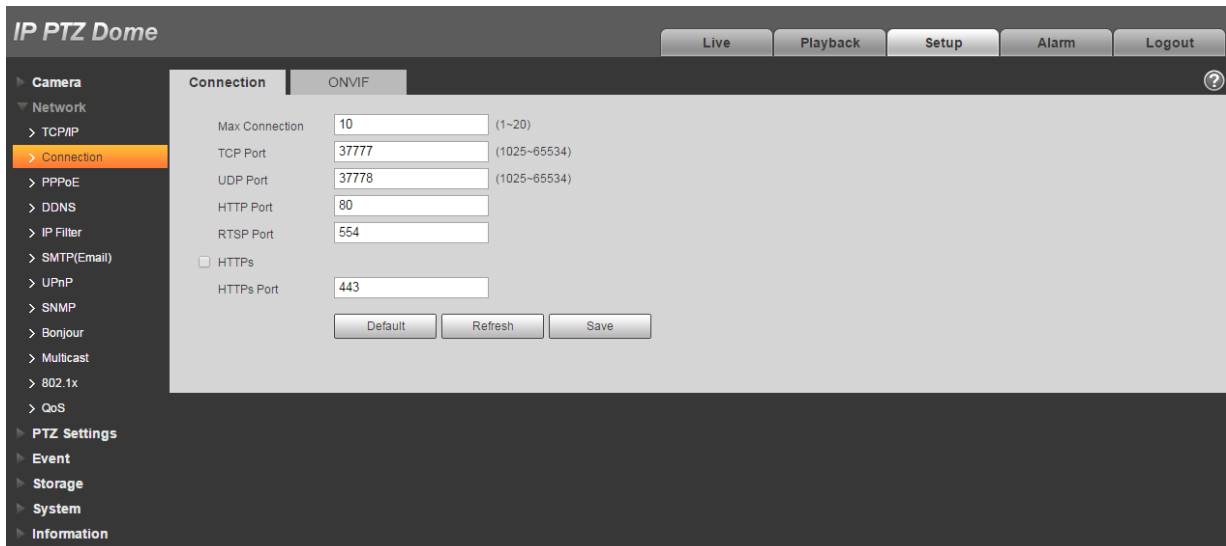 IP PTZ Dome
Live Playback Setup Alarm Logout
Camera
Network
TCP/IP
Connection
PPPoE
DDNS
IP Filter
SMTP(Email)
UPnP
SNMP
Bonjour
Multicast
802.1x
QoS
PTZ Settings
Event
Storage
System
Information
Connection ONVIF ?
Max Connection 10 (1~20)
TCP Port 37777 (1025~65534)
UDP Port 37778 (1025~65534)
HTTP Port 80
RTSP Port 554
HTTPs
HTTPs Port 443
Default Refresh Save